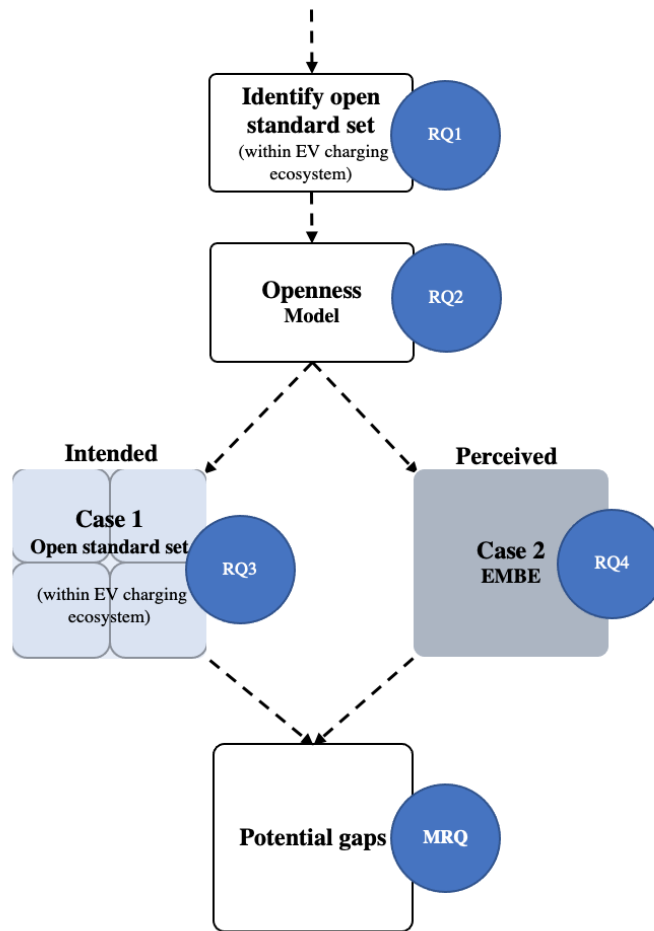 Identify open
standard set
(within EV charging
ecosystem)
RQ1
Openness
Model
RQ2
Intended
Case 1
Open standard set
(within EV charging
ecosystem)
RQ3
Perceived
Case 2
EMBE
RQ4
Potential gaps
MRQ